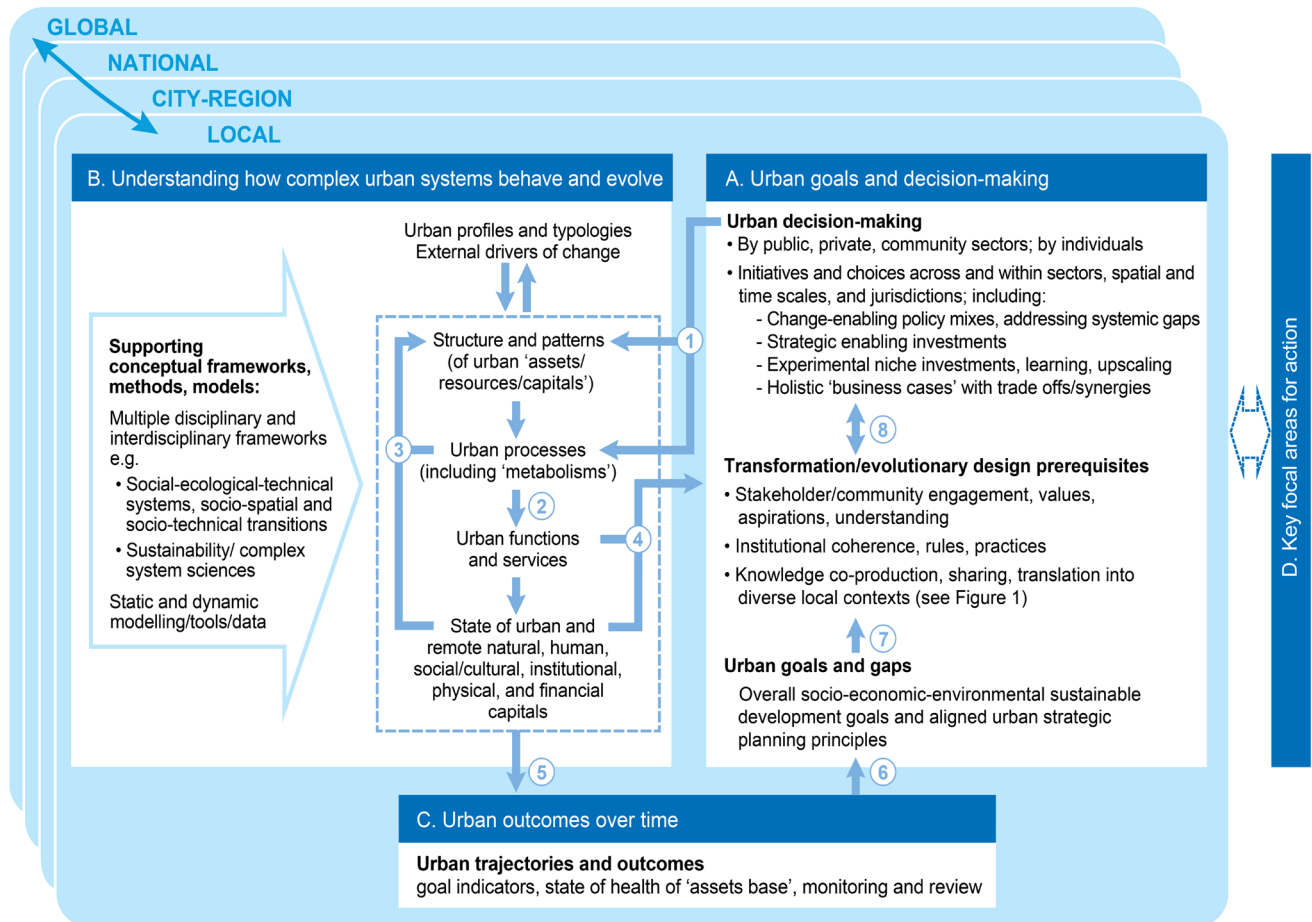 GLOBAL
NATIONAL
CITY-REGION
LOCAL
B. Understanding how complex urban systems behave and evolve
Urban profiles and typologies
External drivers of change
Supporting
conceptual frameworks,
methods, models:
Multiple disciplinary and
interdisciplinary frameworks
e.g.
• Social-ecological-technical
systems, socio-spatial and
socio-technical transitions
• Sustainability/ complex
system sciences
Static and dynamic
modelling/tools/data
Structure and patterns
(of urban ‘assets/
resources/capitals’)
Urban processes
(including ‘metabolisms’)
Urban functions
and services
State of urban and
remote natural, human,
social/cultural, institutional,
physical, and financial
capitals
1
2
3
4
5
A. Urban goals and decision-making
Urban decision-making
• By public, private, community sectors; by individuals
• Initiatives and choices across and within sectors, spatial and
time scales, and jurisdictions; including:
- Change-enabling policy mixes, addressing systemic gaps
- Strategic enabling investments
- Experimental niche investments, learning, upscaling
- Holistic ‘business cases’ with trade offs/synergies
8
Transformation/evolutionary design prerequisites
• Stakeholder/community engagement, values,
aspirations, understanding
• Institutional coherence, rules, practices
• Knowledge co-production, sharing, translation into
diverse local contexts (see Figure 1)
7
Urban goals and gaps
Overall socio-economic-environmental sustainable
development goals and aligned urban strategic
planning principles
6
C. Urban outcomes over time
Urban trajectories and outcomes
goal indicators, state of health of ‘assets base’, monitoring and review
D. Key focal areas for action